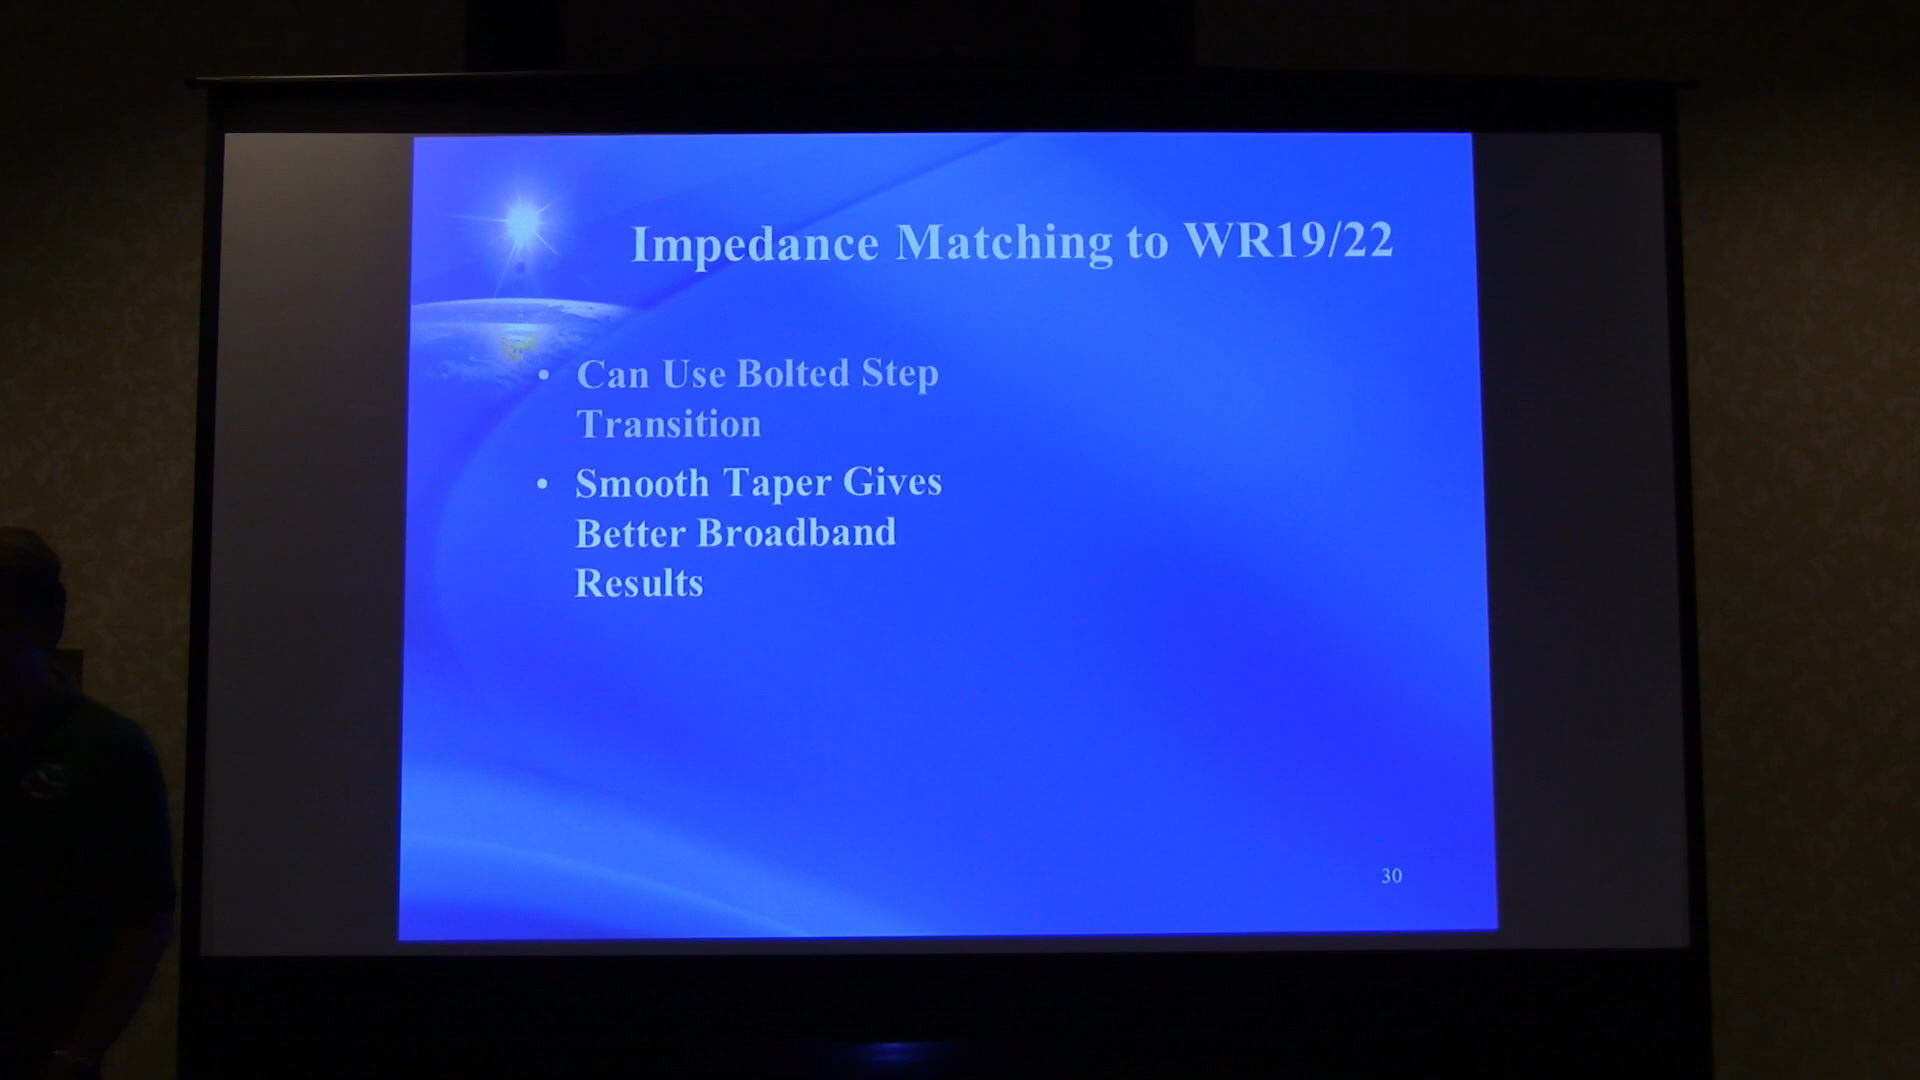 Impedance Matching to WR19/22
• Can Use Bolted Step
Transition
• Smooth Taper Gives
Better Broadband
Results
30